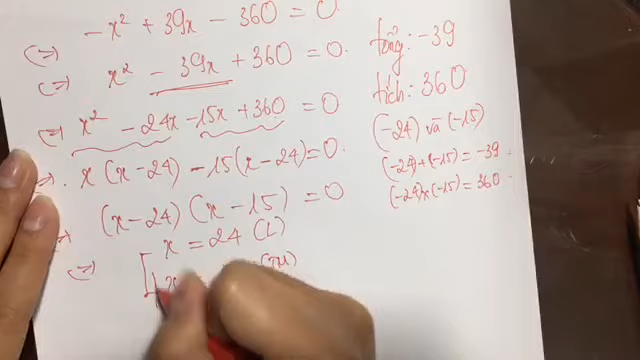 -x² + 39x - 360 = 0
(=) x² - 39x + 360 = 0.
(=) x² - 24x - 15x + 360 = 0
x(x-24) - 15(x-24) = 0.
(x-24)(x-15) = 0
(=) x = 24 (L)
x (TM)
tổng: -39
tích: 360
(-24) và (-15)
(-24)+(-15) = -39
(-24)x(-15) = 360